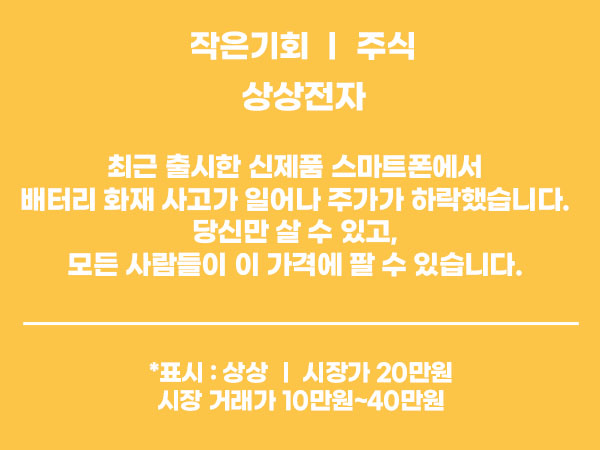 작은기회 ㅣ 주식
상상전자
최근 출시한 신제품 스마트폰에서
배터리 화재 사고가 일어나 주가가 하락했습니다.
당신만 살 수 있고,
모든 사람들이 이 가격에 팔 수 있습니다.
*표시 : 상상 ㅣ 시장가 20만원
시장 거래가 10만원~40만원